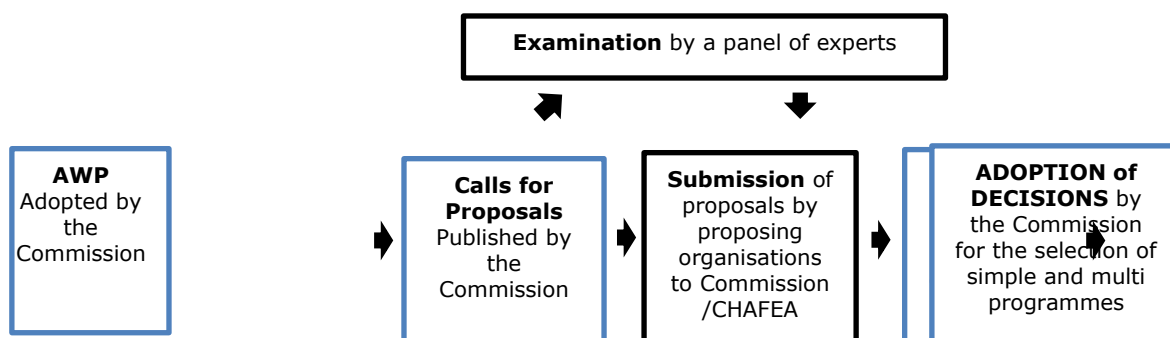 Examination by a panel of experts
AWP
Adopted by
the
Commission
Calls for
Proposals
Published by
the
Commission
Submission of
proposals by
proposing
organisations
to Commission
/CHAFEA
ADOPTION of
DECISIONS by
the Commission
for the selection of
simple and multi
programmes